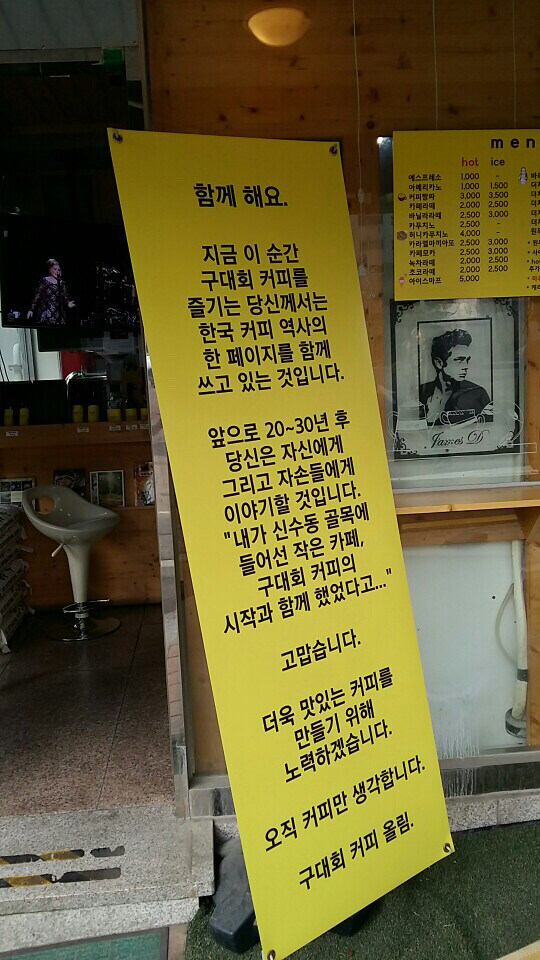 함께 해요.
지금 이 순간
구대회 커피를
즐기는 당신께서는
한국 커피 역사의
한 페이지를 함께
쓰고 있는 것입니다.
앞으로 20~30년 후
당신은 자신에게
그리고 자손들에게
이야기할 것입니다.
"내가 신수동 골목에
들어선 작은 카페,
구대회 커피의
시작과 함께 했었다고..."
고맙습니다.
더욱 맛있는 커피를
만들기 위해
노력하겠습니다.
오직 커피만 생각합니다.
구대회 커피 올림.
men
hot ice
에스프레소 1,000 -
아메리카노 1,000 1,500
커피빙파 3,000 3,500
카페라떼 2,000 2,500
바닐라라떼 2,500 3,000
카푸치노 2,500 -
허니카푸치노 4,000 -
카라멜마끼아또 2,500 3,000
카페모카 2,500 3,000
녹차라떼 2,000 2,500
초코라떼 2,000 2,500
아이스마프 5,000
James D